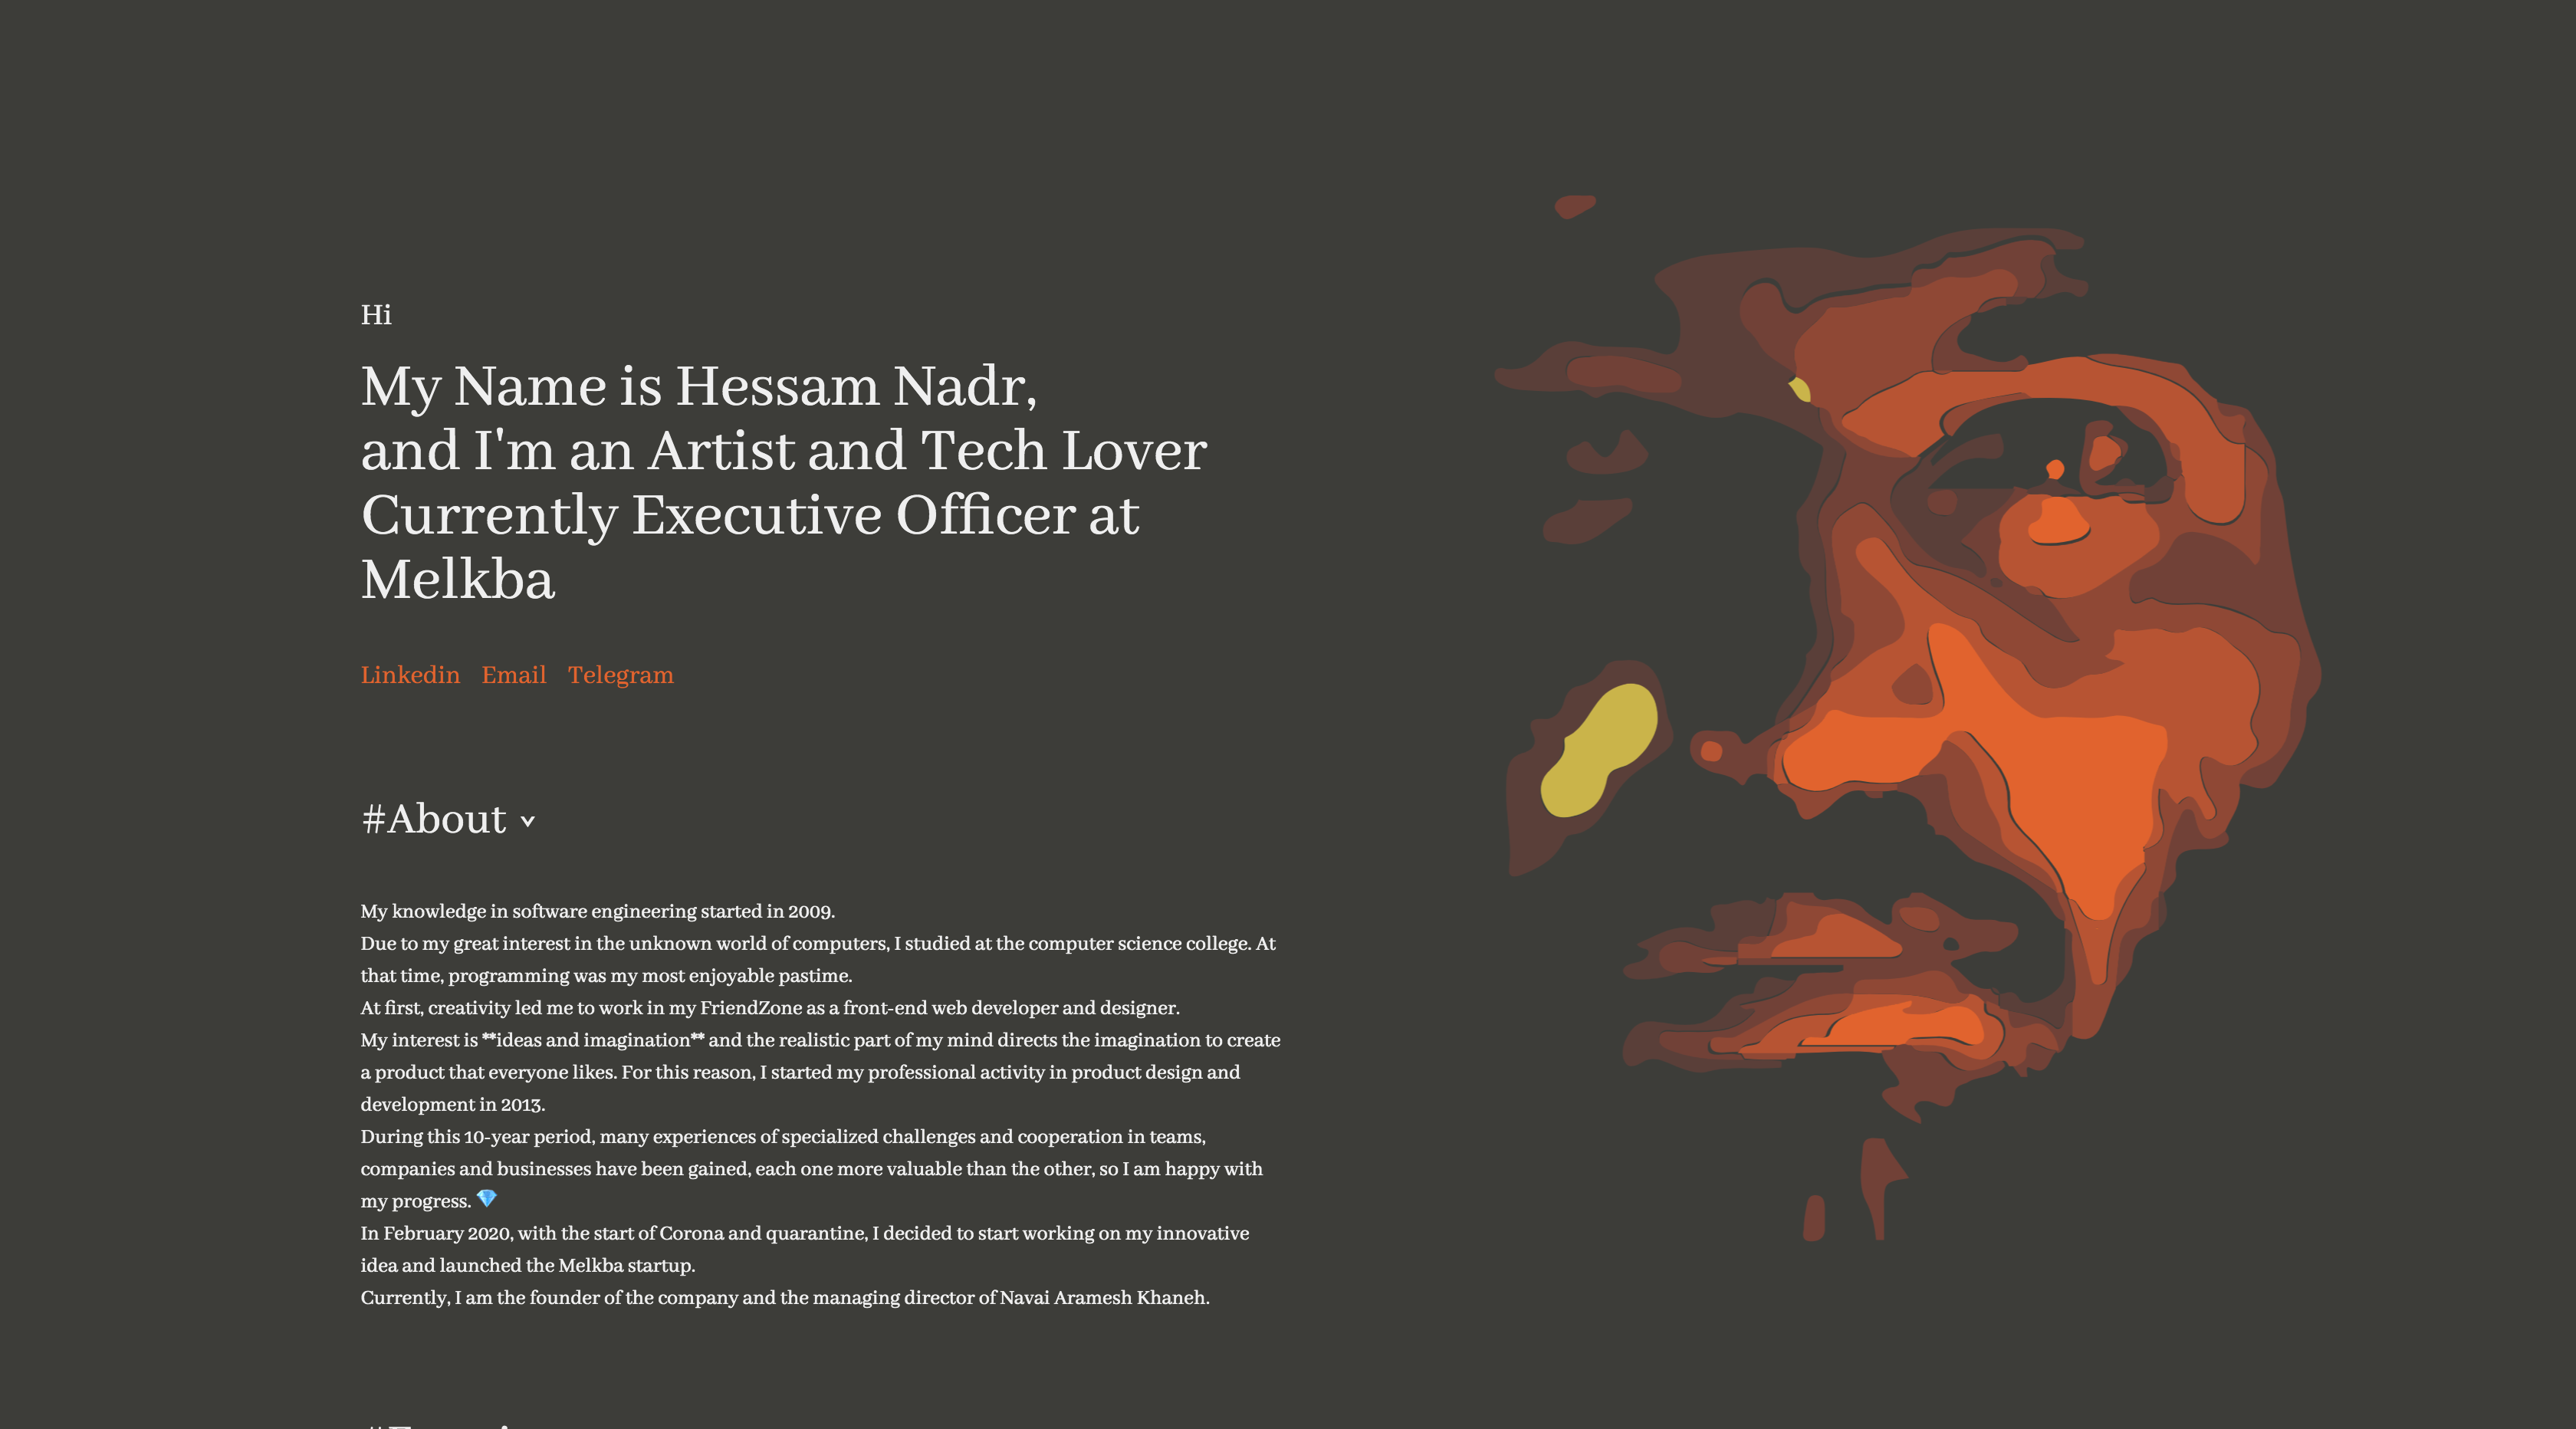 Hi
My Name is Hessam Nadr,
and I'm an Artist and Tech Lover
Currently Executive Officer at
Melkba
Linkedin Email Telegram
#About
My knowledge in software engineering started in 2009.
Due to my great interest in the unknown world of computers, I studied at the computer science college. At
that time, programming was my most enjoyable pastime.
At first, creativity led me to work in my FriendZone as a front-end web developer and designer.
My interest is **ideas and imagination** and the realistic part of my mind directs the imagination to create
a product that everyone likes. For this reason, I started my professional activity in product design and
development in 2013.
During this 10-year period, many experiences of specialized challenges and cooperation in teams,
companies and businesses have been gained, each one more valuable than the other, so I am happy with
my progress. 💎
In February 2020, with the start of Corona and quarantine, I decided to start working on my innovative
idea and launched the Melkba startup.
Currently, I am the founder of the company and the managing director of Navai Aramesh Khaneh.